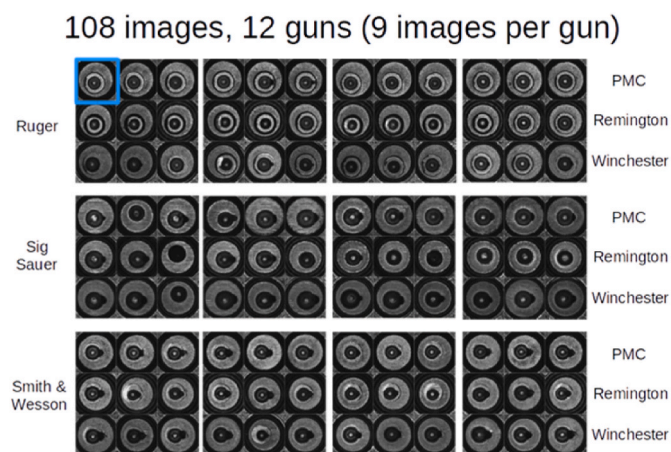 108 images, 12 guns (9 images per gun)
Ruger
PMC
Remington
Winchester
Sig
Sauer
PMC
Remington
Winchester
Smith &
Wesson
PMC
Remington
Winchester